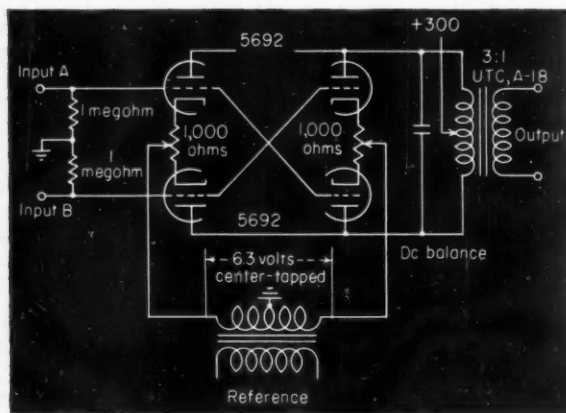 5692
+300
3:1
UTC, A-18
Input A
1 megohm
1,000
ohms
1,000
ohms
Output
1
megohm
Input B
5692
Dc balance
6.3 volts
center-tapped
Reference